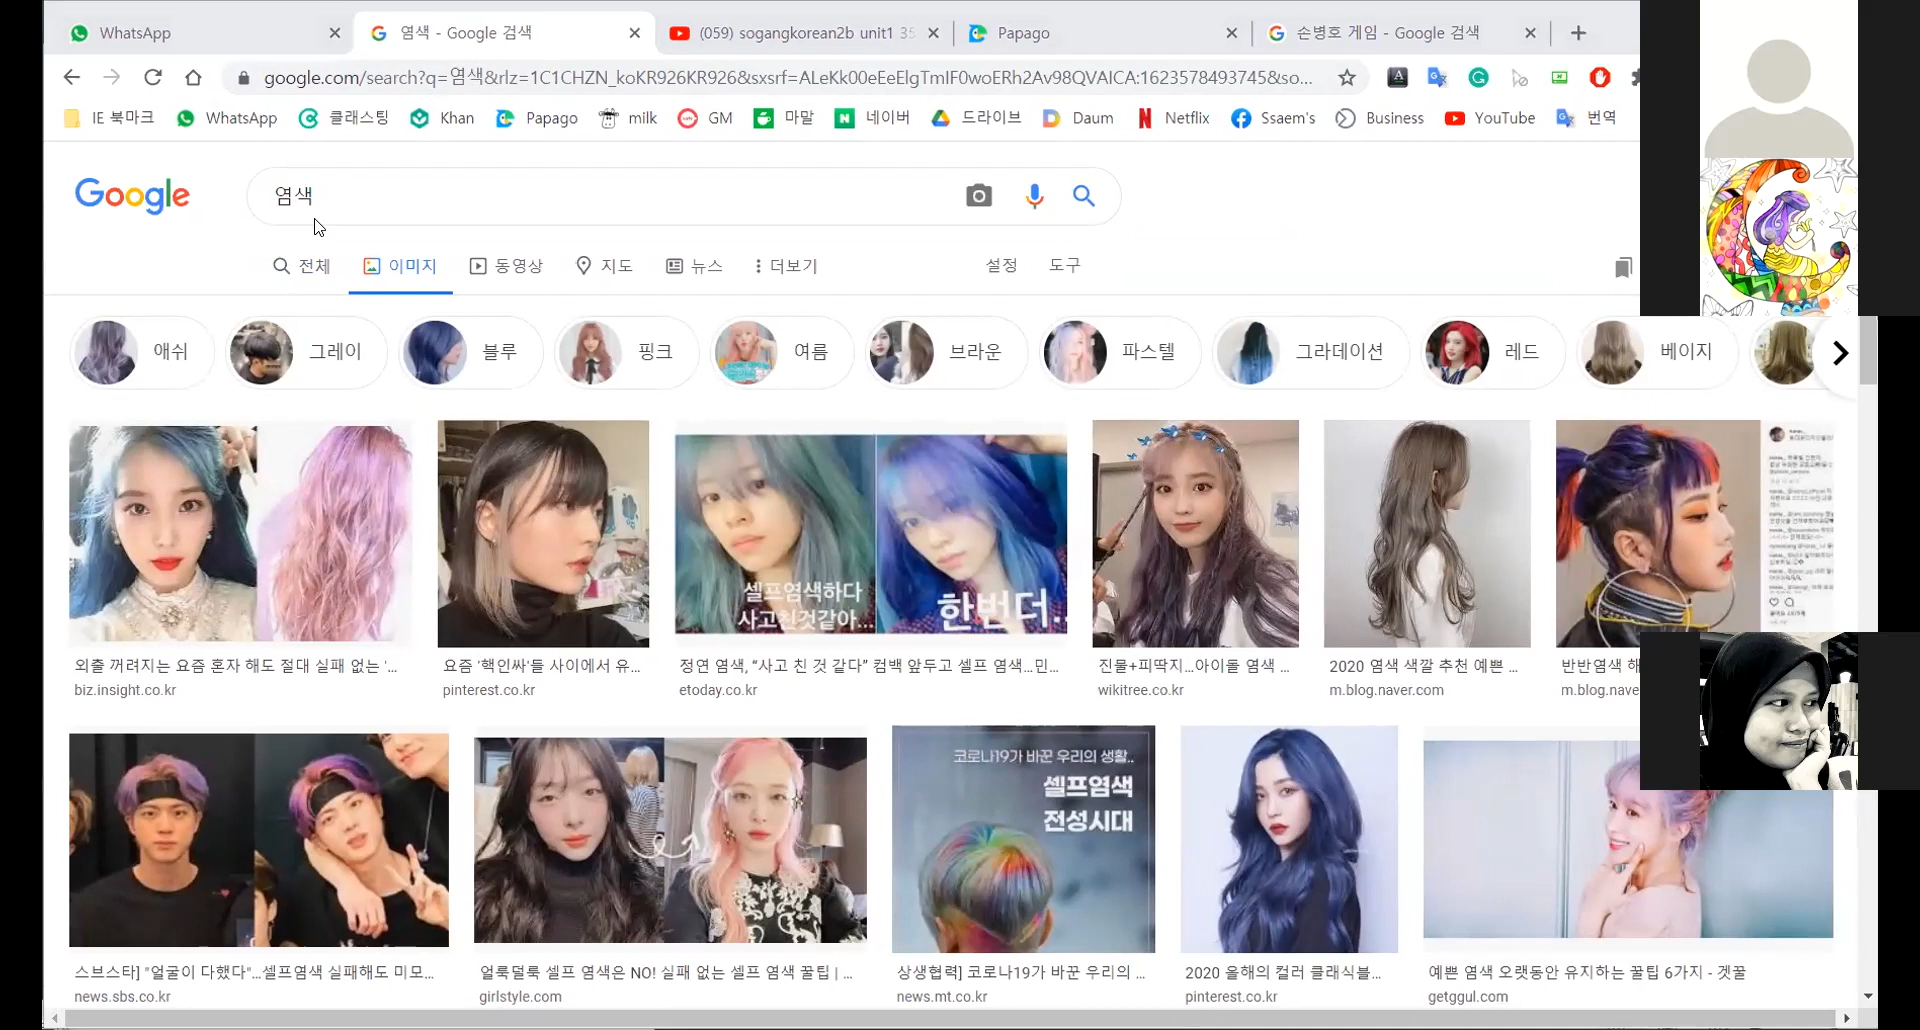 WhatsApp
염색 - Google 검색
(059) sogangkorean2b unit1 35
Papago
손병호 게임 - Google 검색
google.com/search?q=염색&rlz=1C1CHZN_koKR926KR926&sxsrf=ALeKk00eEeElgTmIF0woERh2Av98QVAICA:1623578493745&so...
IE 북마크
WhatsApp
클래스팅
Khan
Papago
milk
GM
마말
네이버
드라이브
Daum
Netflix
Ssaem's
Business
YouTube
번역
Google
염색
전체
이미지
동영상
지도
뉴스
더보기
설정
도구
애쉬
그레이
블루
핑크
여름
브라운
파스텔
그라데이션
레드
베이지
셀프염색하다
사고친것같아...
한번더..
외출 꺼려지는 요즘 혼자 해도 절대 실패 없는 '...
biz.insight.co.kr
요즘 '핵인싸'들 사이에서 유...
pinterest.co.kr
정연 염색, “사고 친 것 같다” 컴백 앞두고 셀프 염색...민...
etoday.co.kr
진물+피딱지...아이돌 염색 ...
wikitree.co.kr
2020 염색 색깔 추천 예쁜 ...
m.blog.naver.com
반반염색 해
m.blog.nave
코로나19가 바꾼 우리의 생활..
셀프염색
전성시대
스브스타] "얼굴이 다했다"...셀프염색 실패해도 미모...
news.sbs.co.kr
얼룩덜룩 셀프 염색은 NO! 실패 없는 셀프 염색 꿀팁 | ...
girlstyle.com
상생협력] 코로나19가 바꾼 우리의 ...
news.mt.co.kr
2020 올해의 컬러 클래식블...
pinterest.co.kr
예쁜 염색 오랫동안 유지하는 꿀팁 6가지 - 겟꿀
getggul.com